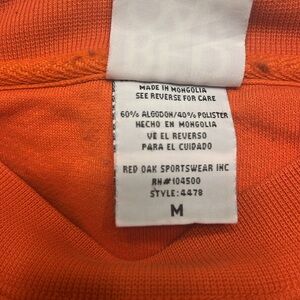 MADE IN MONGOLIA
SEE REVERSE FOR CARE
60% ALGODON/40% POLISTER
HECHO EN MONGOLIA
VE EL REVERSO
PARA EL CUIDADO
RED OAK SPORTSWEAR INC
RN#104500
STYLE:4478
M